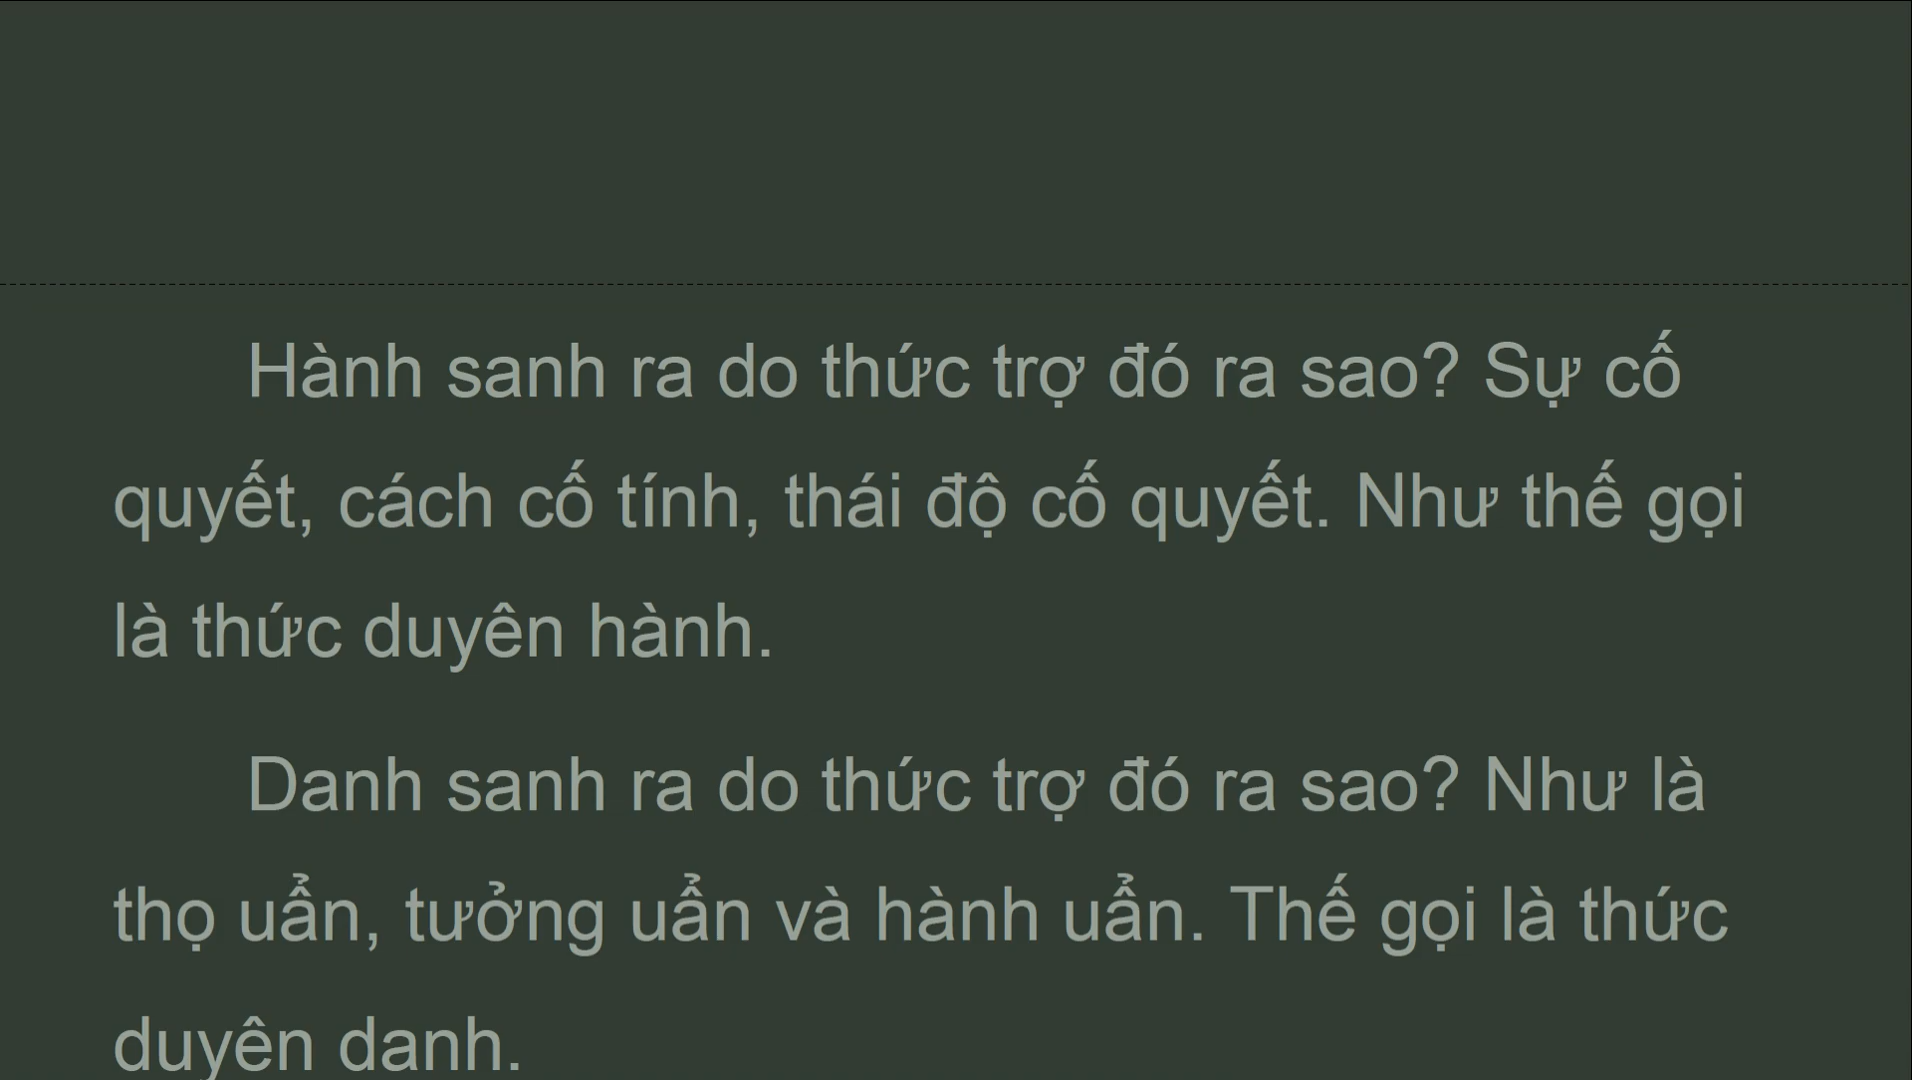 Hành sanh ra do thức trợ đó ra sao? Sự cố
quyết, cách cố tính, thái độ cố quyết. Như thế gọi
là thức duyên hành.
Danh sanh ra do thức trợ đó ra sao? Như là
thọ uẩn, tưởng uẩn và hành uẩn. Thế gọi là thức
duyên danh.